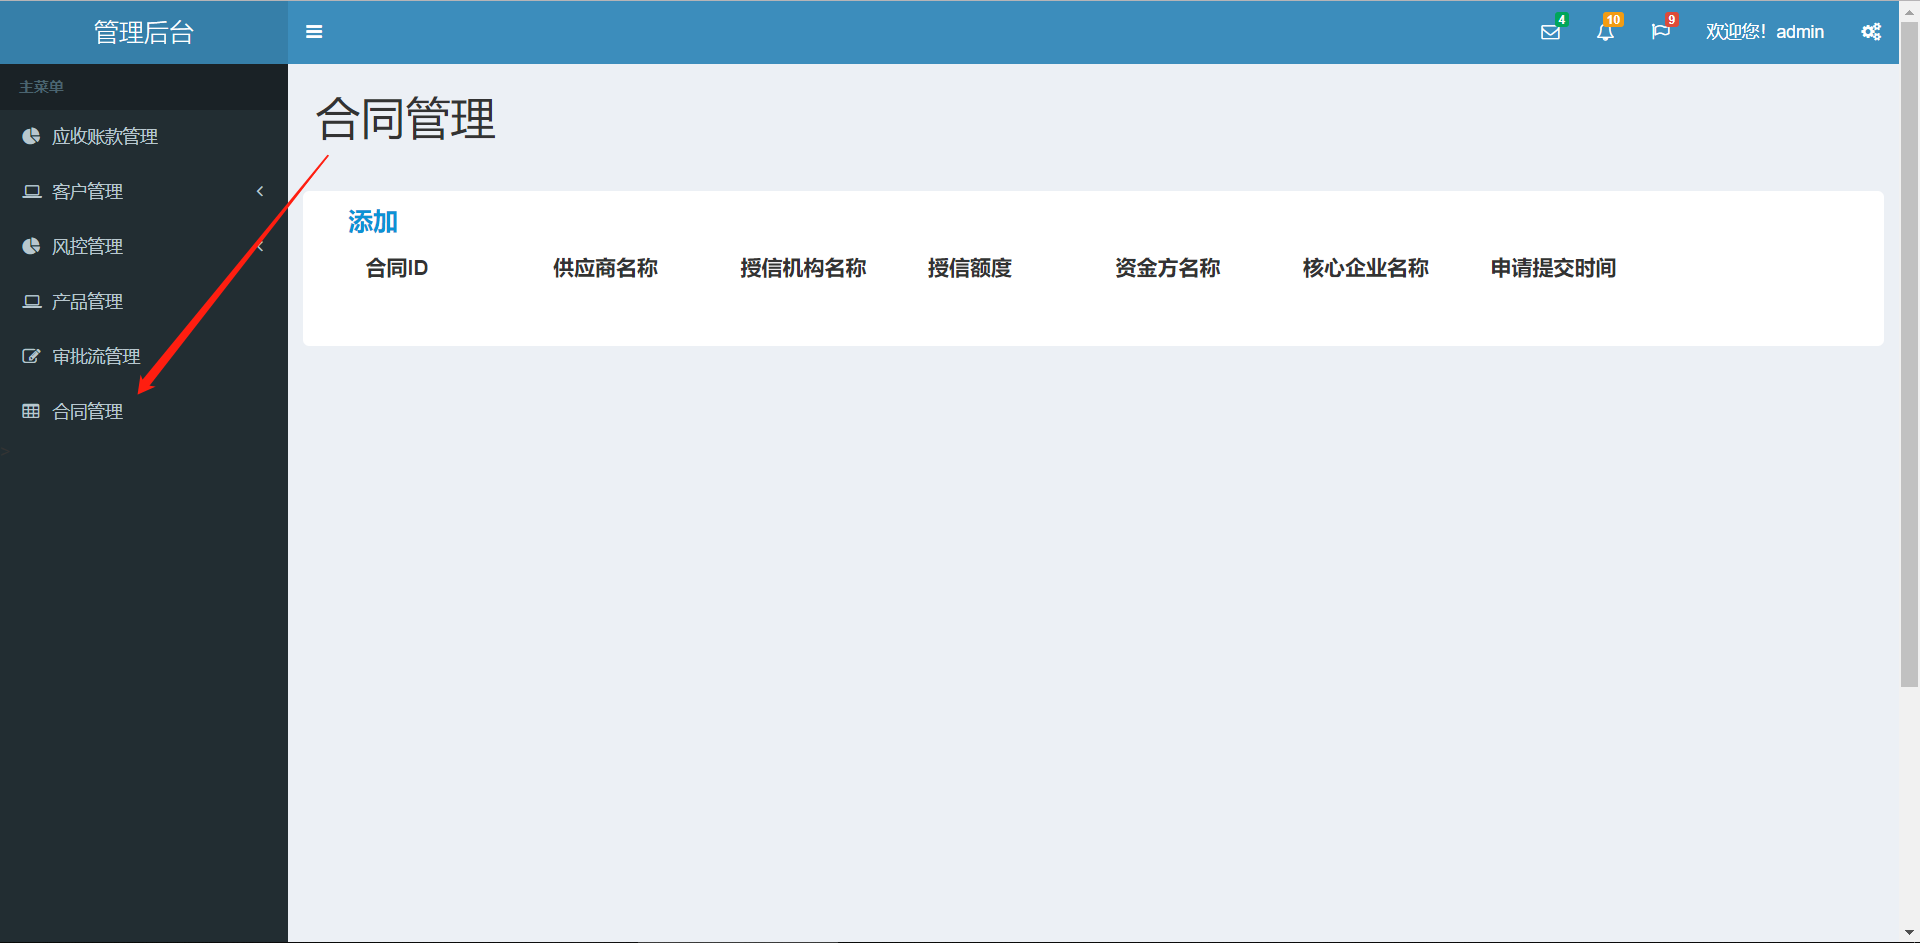 管理后台
4
10
9
欢迎您！admin
主菜单
应收账款管理
客户管理
风控管理
产品管理
审批流管理
合同管理
>
合同管理
添加
合同ID 供应商名称 授信机构名称 授信额度 资金方名称 核心企业名称 申请提交时间